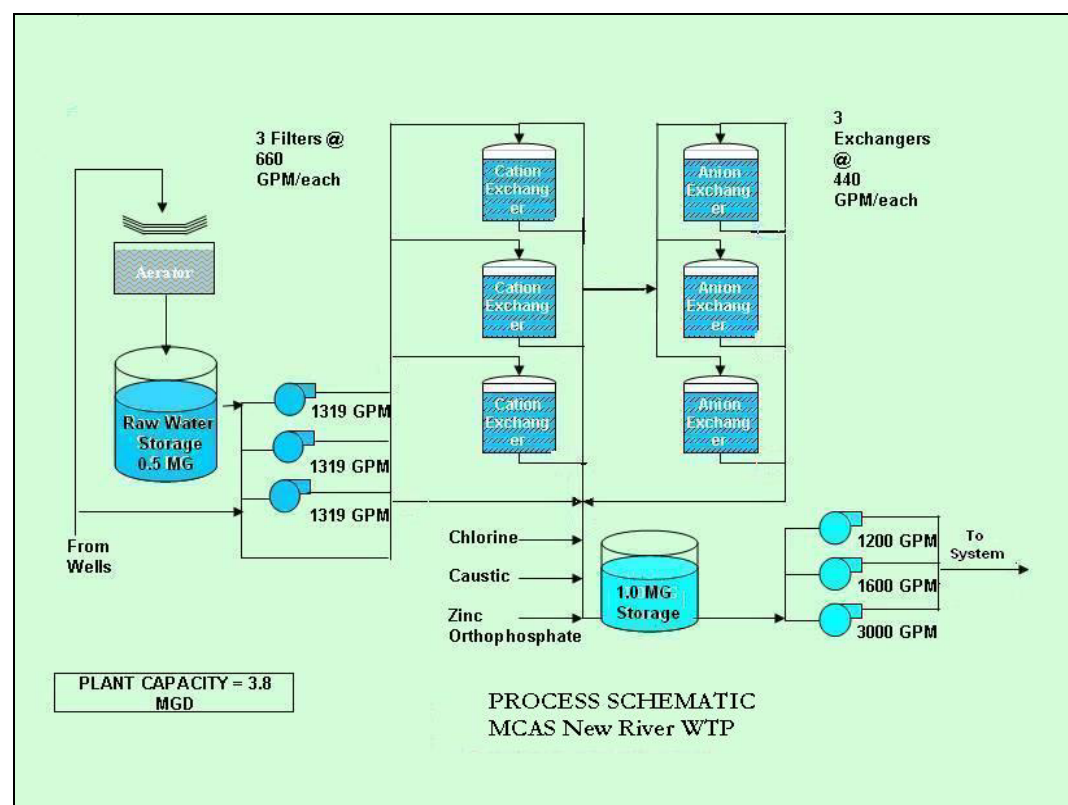 3 Filters @
660
GPM/each
3
Exchangers
@
440
GPM/each
Cation
Exchang
er
Anion
Exchang
er
Aerator
Cation
Exchang
er
Anion
Exchang
er
Cation
Exchang
er
Anion
Exchang
er
Raw Water
Storage
0.5 MG
1319 GPM
1319 GPM
1319 GPM
From
Wells
Chlorine
Caustic
Zinc
Orthophosphate
1.0 MG
Storage
1200 GPM
1600 GPM
3000 GPM
To
System
PLANT CAPACITY = 3.8
MGD
PROCESS SCHEMATIC
MCAS New River WTP